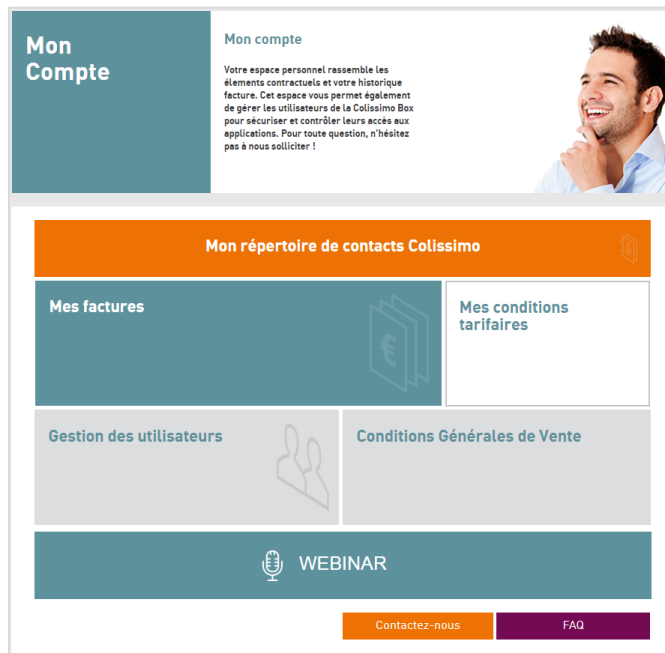 Mon
Compte
Mon compte
Votre espace personnel rassemble les
élements contractuels et votre historique
facture. Cet espace vous permet également
de gérer les utilisateurs de la Colissimo Box
pour sécuriser et contrôler leurs accès aux
applications. Pour toute question, n'hésitez
pas à nous solliciter !
Mon répertoire de contacts Colissimo
Mes factures
Mes conditions
tarifaires
Gestion des utilisateurs
Conditions Générales de Vente
WEBINAR
Contactez-nous
FAQ